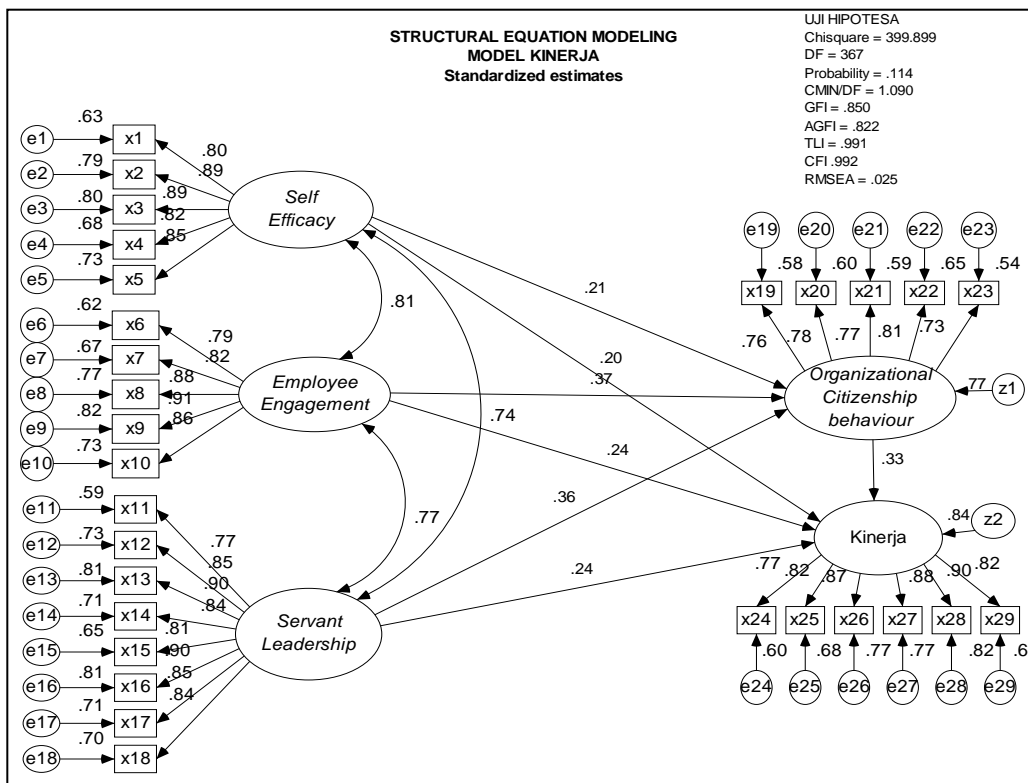 STRUCTURAL EQUATION MODELING
MODEL KINERJA
Standardized estimates
UJI HIPOTESA
Chisquare = 399.899
DF = 367
Probability = .114
CMIN/DF = 1.090
GFI = .850
AGFI = .822
TLI = .991
CFI .992
RMSEA = .025
e1 .63 x1 .80
e2 .79 x2 .89
e3 .80 x3 .89
e4 .68 x4 .82
e5 .73 x5 .85
Self
Efficacy
e6 .62 x6 .79
e7 .67 x7 .82
e8 .77 x8 .88
e9 .82 x9 .91
e10 .73 x10 .86
Employee
Engagement
e11 .59 x11 .77
e12 .73 x12 .85
e13 .81 x13 .90
e14 .71 x14 .84
e15 .65 x15 .81
e16 .81 x16 .90
e17 .71 x17 .85
e18 .70 x18 .84
Servant
Leadership
.81
.74
.77
.21
.20
.37
.24
.36
.24
.33
e19 e20 e21 e22 e23
.58 .60 .59 .65 .54
x19 x20 x21 x22 x23
.76 .78 .77 .81 .73
Organizational
Citizenship
behaviour
.77 z1
Kinerja
.84 z2
.77 .82 .87 .88 .90 .82
x24 x25 x26 x27 x28 x29
.60 .68 .77 .77 .82 .6
e24 e25 e26 e27 e28 e29